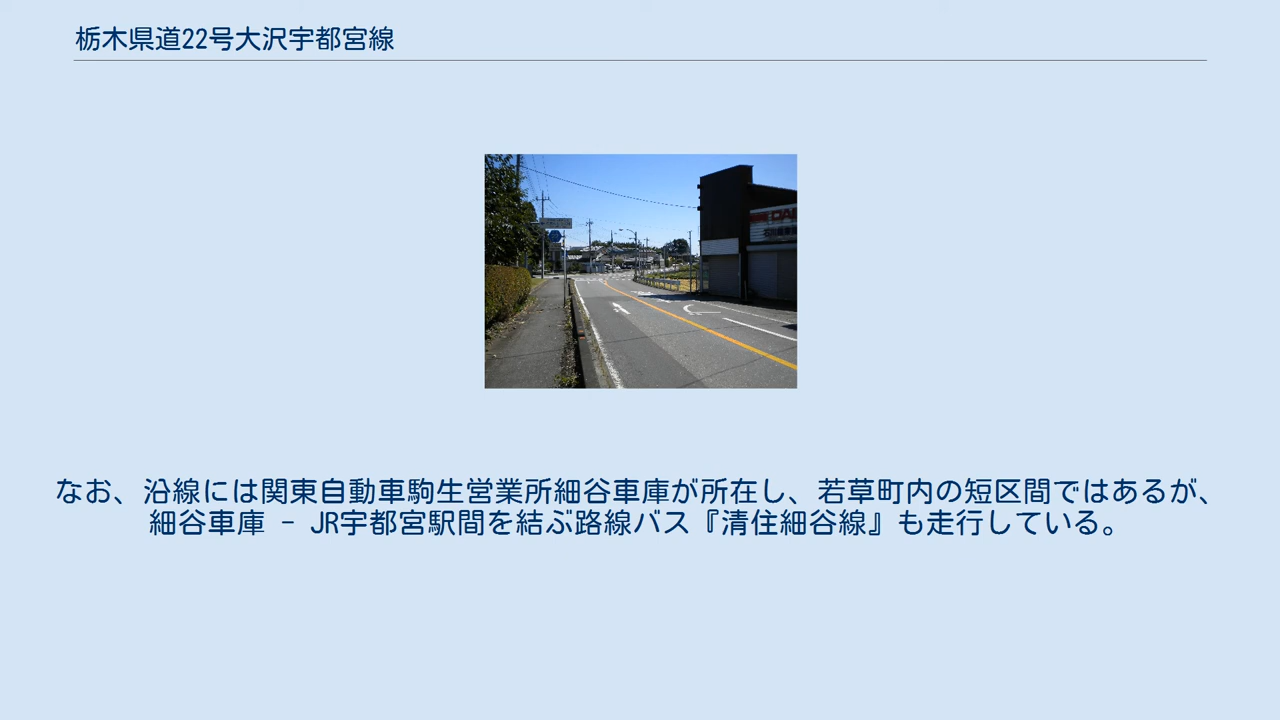 栃木県道22号大沢宇都宮線
なお、沿線には関東自動車駒生営業所細谷車庫が所在し、若草町内の短区間ではあるが、
細谷車庫 - JR宇都宮駅間を結ぶ路線バス『清住細谷線』も走行している。